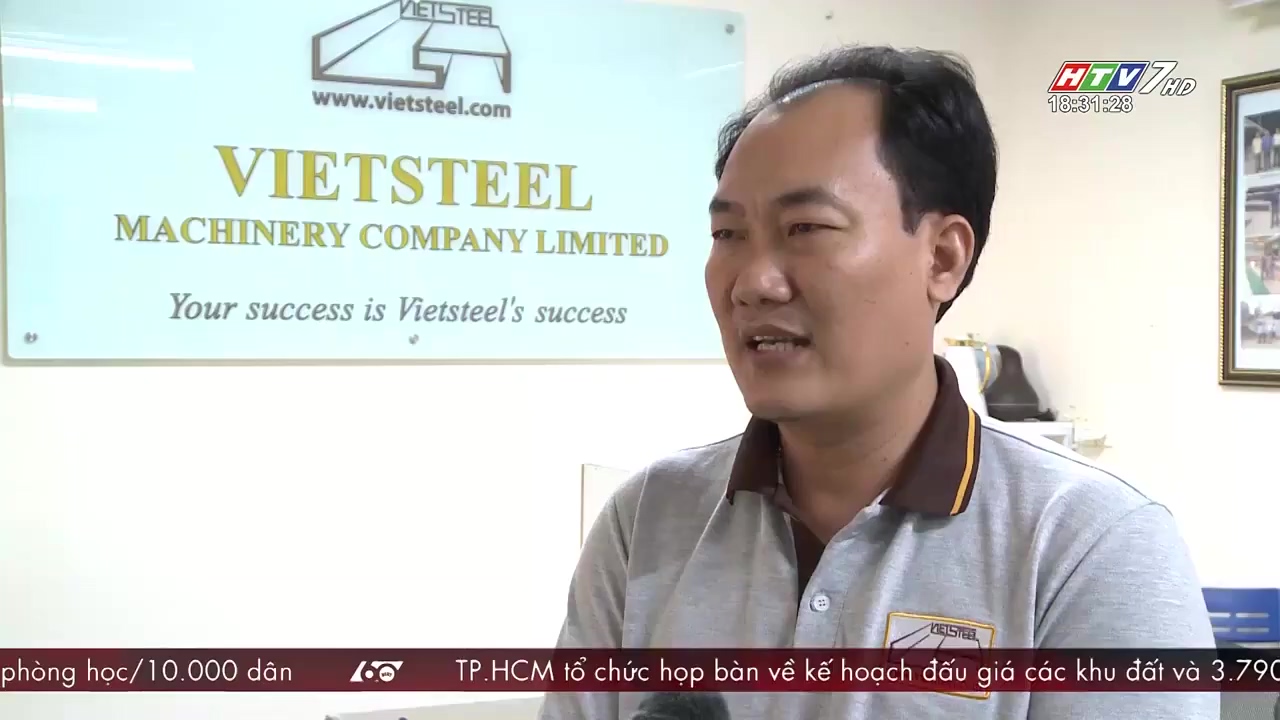 VIETSTEEL
www.vietsteel.com
VIETSTEEL
MACHINERY COMPANY LIMITED
Your success is Vietsteel's success
HTV7 HD
18:31:28
VIETSTEEL
phòng học/10.000 dân
60 giây
TP.HCM tổ chức họp bàn về kế hoạch đấu giá các khu đất và 3.790